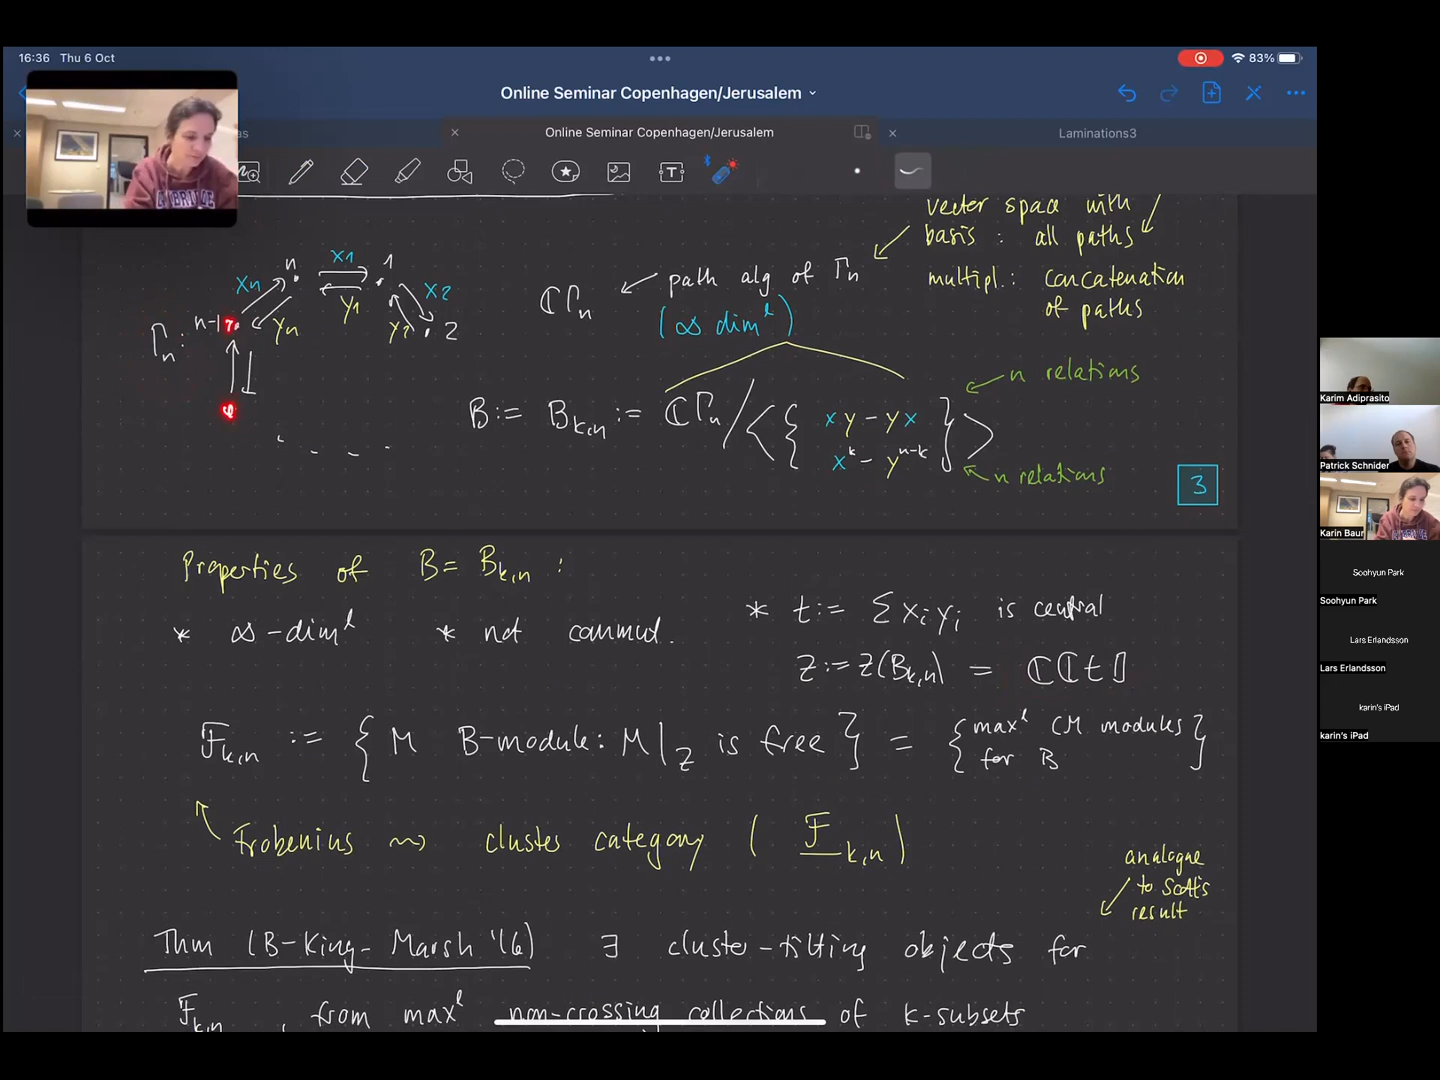 16:36 Thu 6 Oct
83%
Online Seminar Copenhagen/Jerusalem
as
Online Seminar Copenhagen/Jerusalem
Laminations3
vector space with
basis: all paths
multipl.: concatenation
of paths
Γn:
n-1
n
1
2
xn
x1
x2
yn
y1
y2
ℂΓn
path alg of Γn
(∞ dimˡ)
n relations
B := Bk,n := ℂΓn/<{ xy - yx
xᵏ - yⁿ⁻ᵏ }>
n relations
3
Properties of B = Bk,n :
* ∞-dimˡ * not commut.
* t := Σ xi yi is central
Z := Z(Bk,n) = ℂ[[t]]
Fk,n := { M B-module: M|Z is free } = { maxˡ CM modules
for B }
Frobenius ⇝ cluster category ( F k,n )
analogue
to Scott's
result
Thm (B-King-Marsh '16) ∃ cluster-tilting objects for
Fk,n, from maxˡ non-crossing collections of k-subsets
Karim Adiprasito
Patrick Schnider
Karin Baur
Soohyun Park
Soohyun Park
Lars Erlandsson
Lars Erlandsson
karin's iPad
karin's iPad